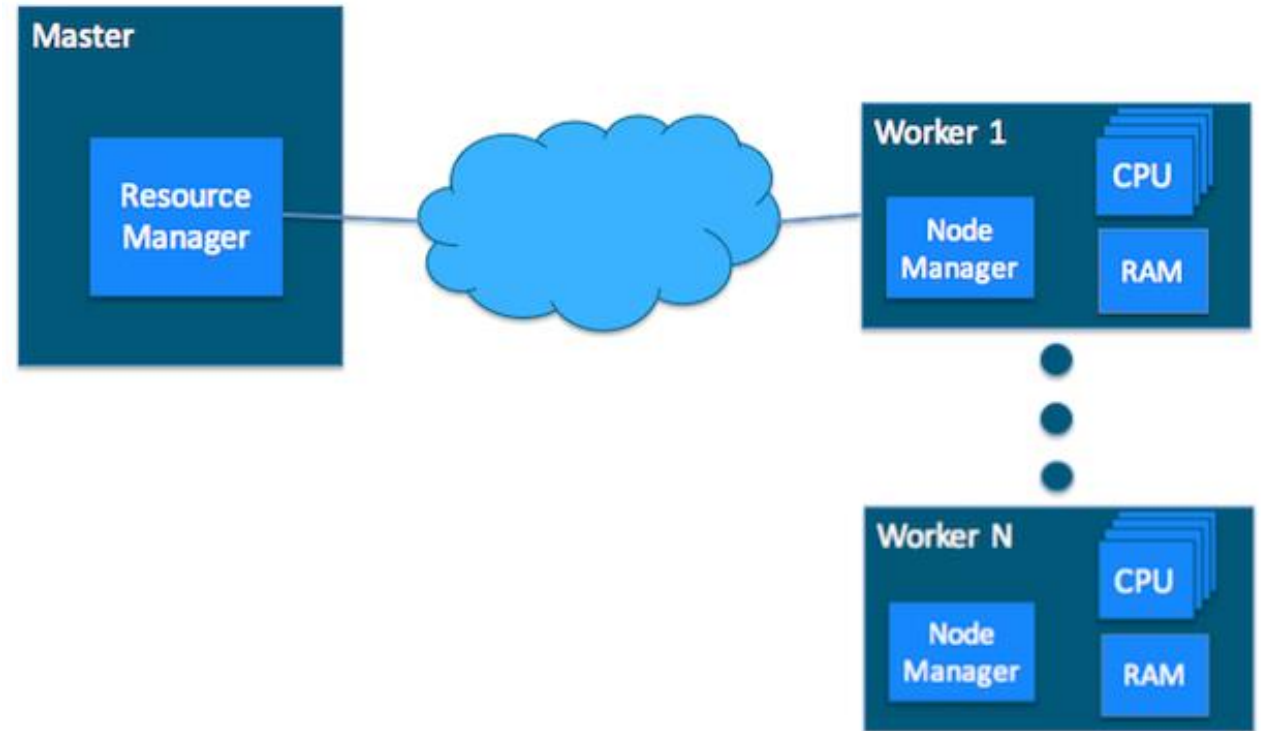 Master
Resource
Manager
Worker 1
CPU
Node
Manager
RAM
Worker N
CPU
Node
Manager
RAM